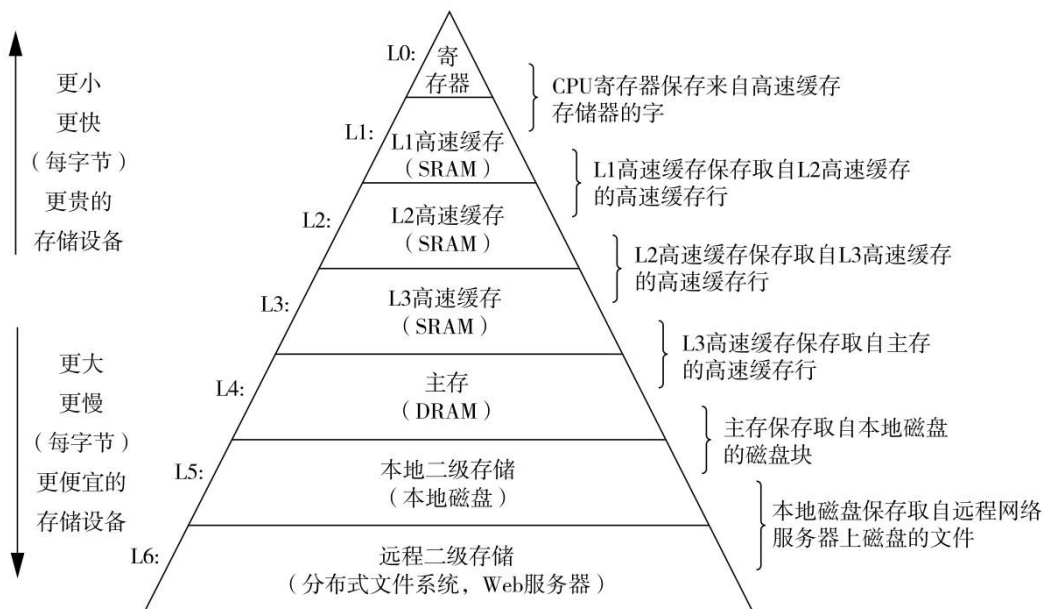 更小
更快
（每字节）
更贵的
存储设备
更大
更慢
（每字节）
更便宜的
存储设备
L0:
寄
存器
L1:
L1高速缓存
（SRAM）
L2:
L2高速缓存
（SRAM）
L3:
L3高速缓存
（SRAM）
L4:
主存
（DRAM）
L5:
本地二级存储
（本地磁盘）
L6:
远程二级存储
（分布式文件系统，Web服务器）
CPU寄存器保存来自高速缓存
存储器的字
L1高速缓存保存取自L2高速缓存
的高速缓存行
L2高速缓存保存取自L3高速缓存
的高速缓存行
L3高速缓存保存取自主存
的高速缓存行
主存保存取自本地磁盘
的磁盘块
本地磁盘保存取自远程网络
服务器上磁盘的文件